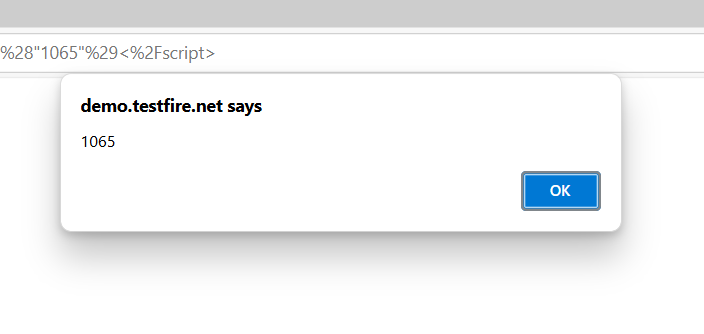 %28"1065"%29<%2Fscript>
demo.testfire.net says
1065
OK